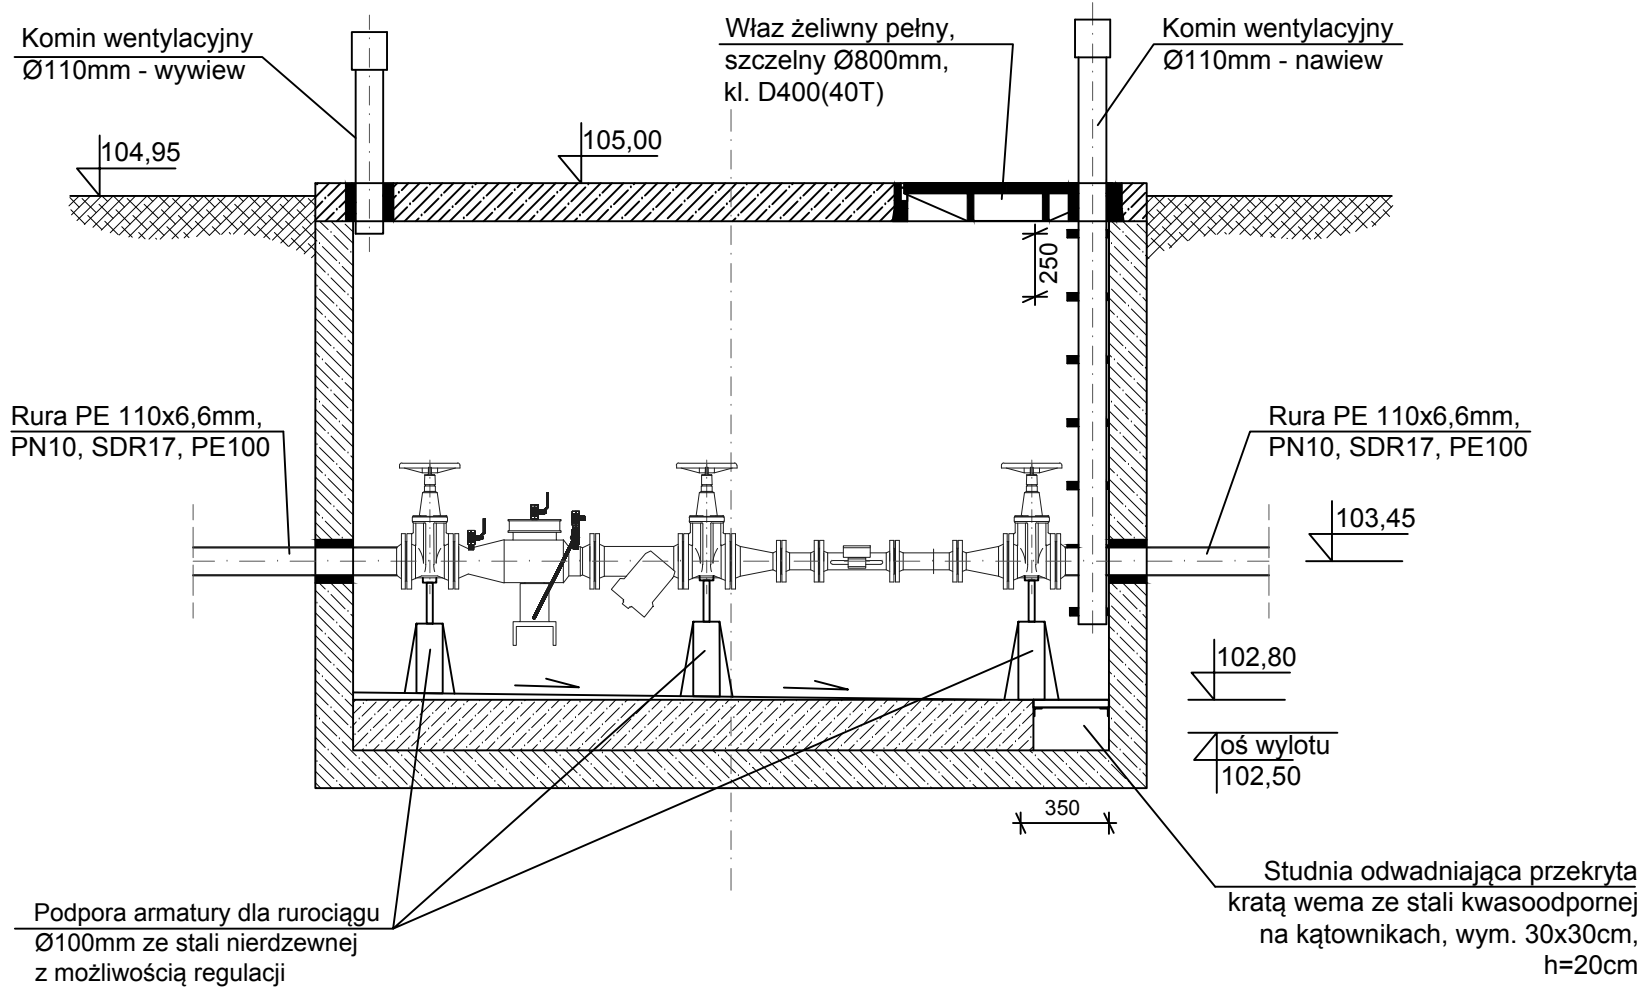 Komin wentylacyjny
Ø110mm - wywiew
Właz żeliwny pełny,
szczelny Ø800mm,
kl. D400(40T)
Komin wentylacyjny
Ø110mm - nawiew
104,95
105,00
250
Rura PE 110x6,6mm,
PN10, SDR17, PE100
Rura PE 110x6,6mm,
PN10, SDR17, PE100
103,45
102,80
oś wylotu
102,50
350
Podpora armatury dla rurociągu
Ø100mm ze stali nierdzewnej
z możliwością regulacji
Studnia odwadniająca przekryta
kratą wema ze stali kwasoodpornej
na kątownikach, wym. 30x30cm,
h=20cm